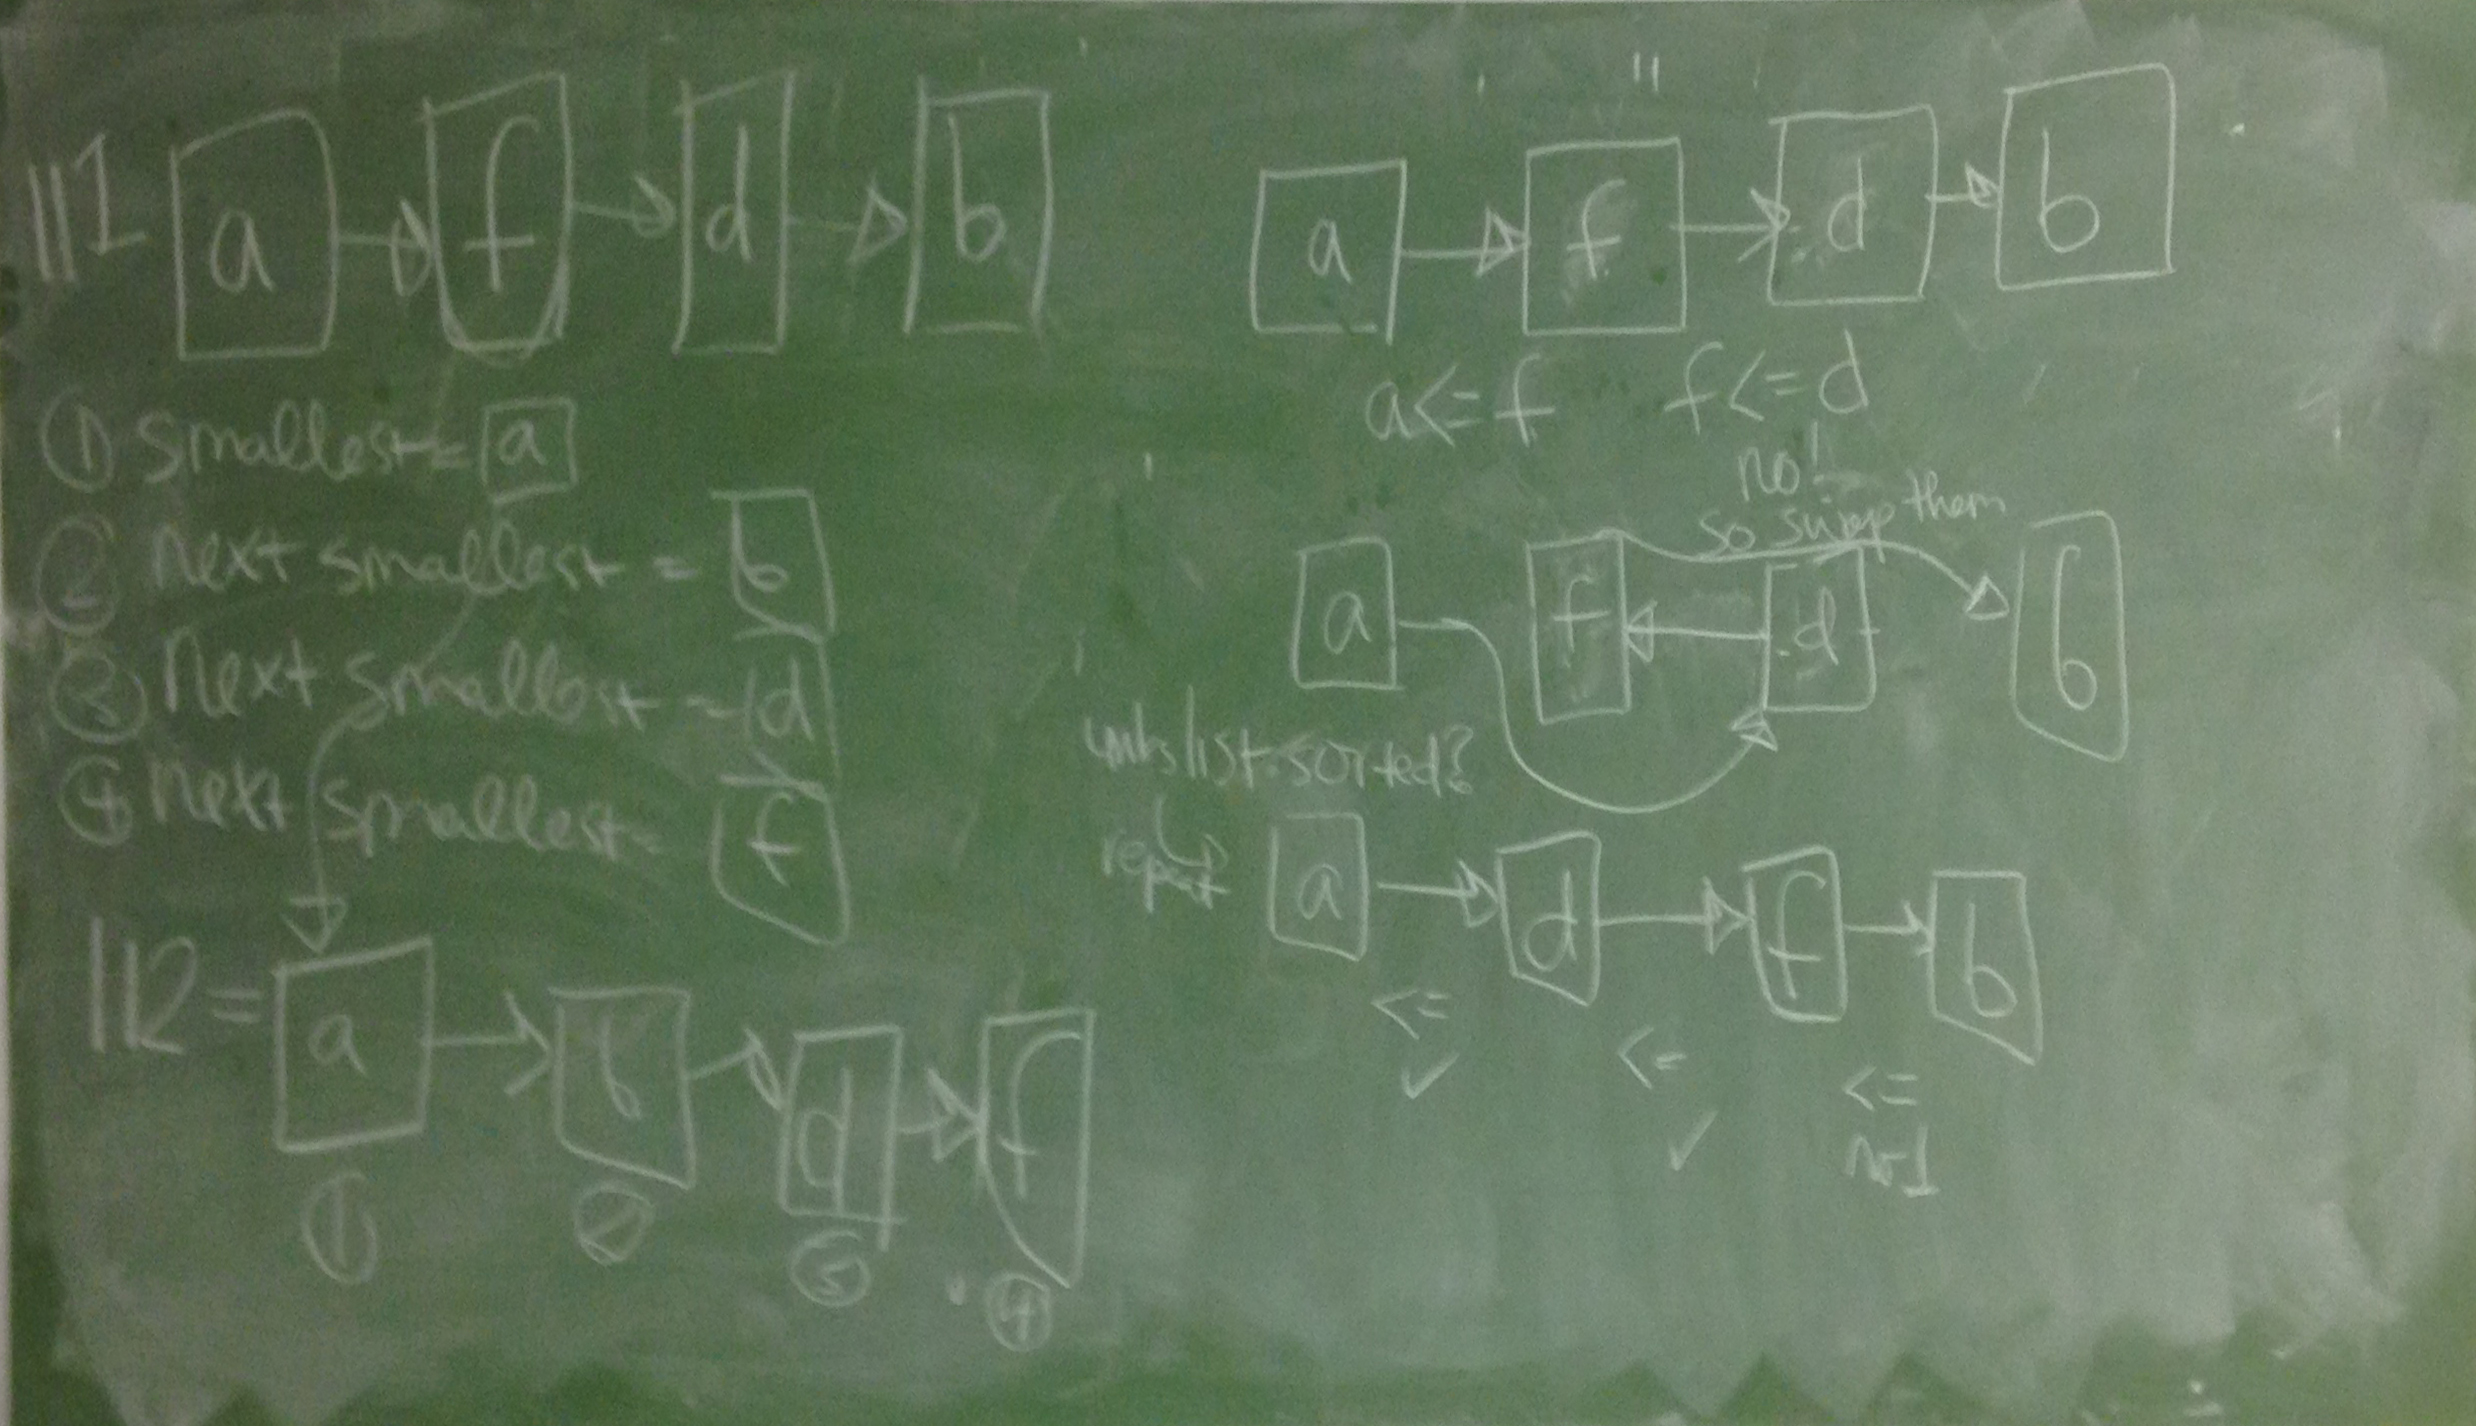 ll1 a f d b
① smallest = a
② next smallest = b
③ next smallest = d
④ next smallest = f
ll2 = a b d f
① ② ③ ④
a f d b
a<=f f<=d
no!
so swap them
a f d b
list sorted?
repeat
a d f b
<= <= <=
✓ ✓ no!